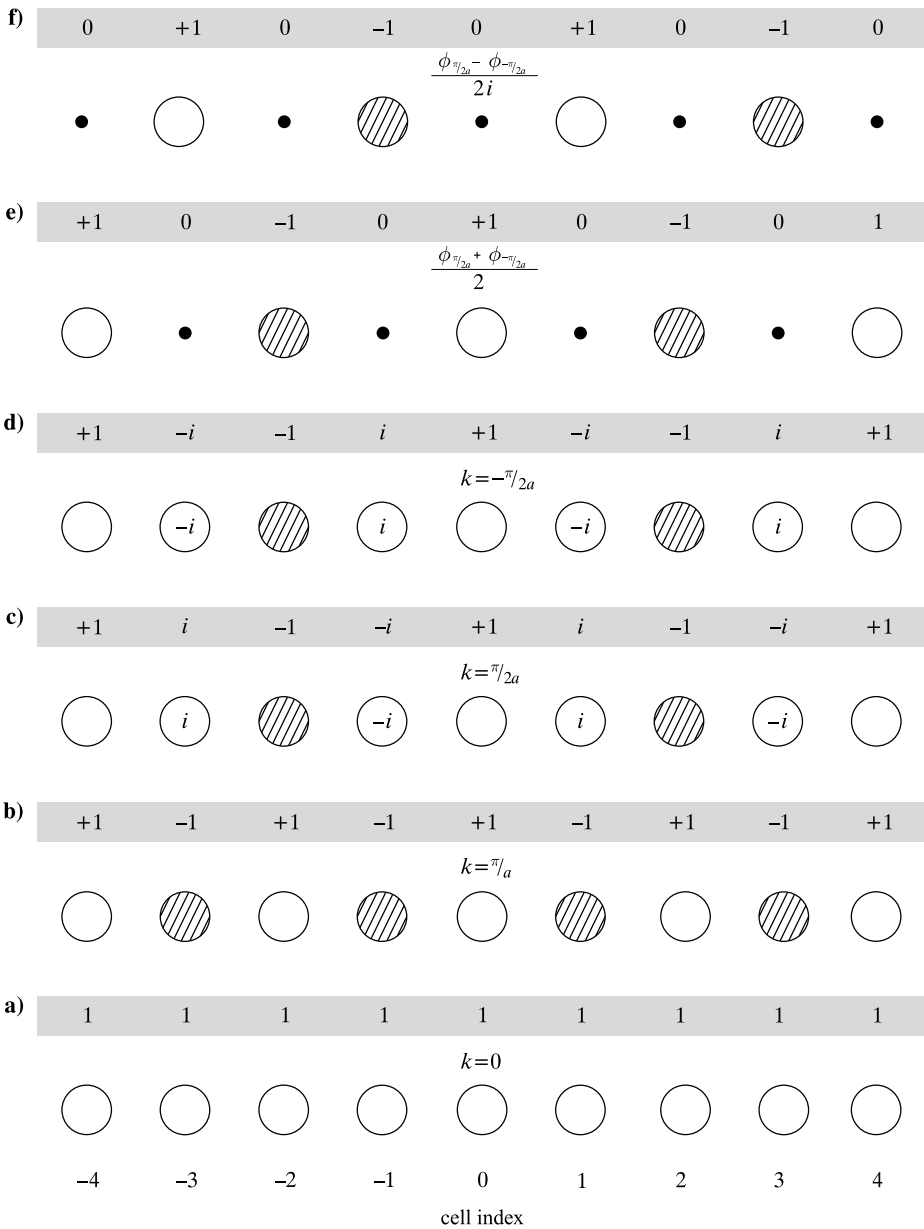 f) 0 +1 0 −1 0 +1 0 −1 0
ϕπ/2a − ϕ−π/2a
2i
e) +1 0 −1 0 +1 0 −1 0 1
ϕπ/2a + ϕ−π/2a
2
d) +1 −i −1 i +1 −i −1 i +1
k=−π/2a
−i i −i i
c) +1 i −1 −i +1 i −1 −i +1
k=π/2a
i −i i −i
b) +1 −1 +1 −1 +1 −1 +1 −1 +1
k=π/a
a) 1 1 1 1 1 1 1 1 1
k=0
−4 −3 −2 −1 0 1 2 3 4
cell index